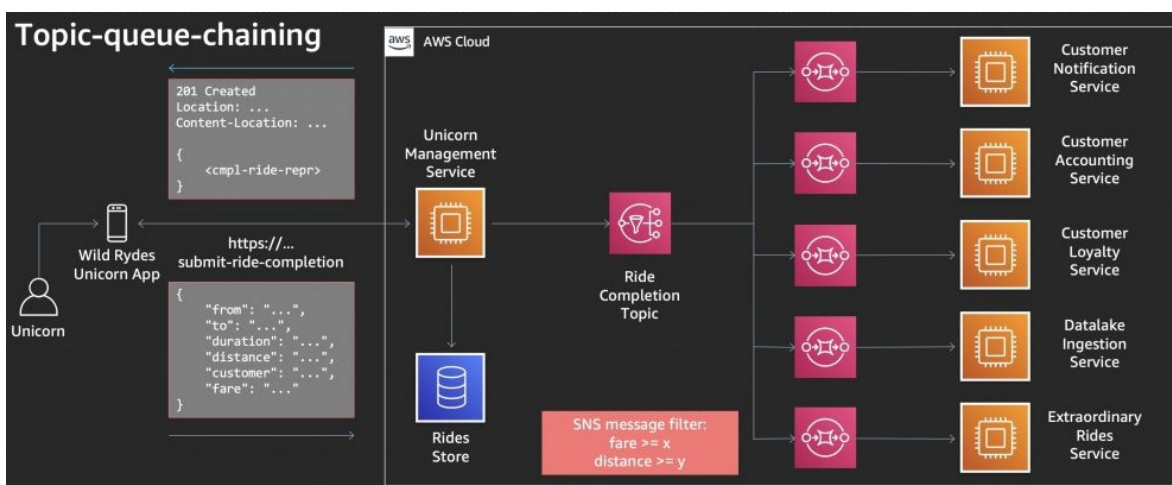 Topic-queue-chaining
aws
AWS Cloud
201 Created
Location: ...
Content-Location: ...
{
<cmpl-ride-repr>
}
Unicorn
Management
Service
Wild Rydes
Unicorn App
https://...
submit-ride-completion
Unicorn
{
"from": "...",
"to": "...",
"duration": "...",
"distance": "...",
"customer": "...",
"fare": "..."
}
Rides
Store
Ride
Completion
Topic
SNS message filter:
fare >= x
distance >= y
Customer
Notification
Service
Customer
Accounting
Service
Customer
Loyalty
Service
Datalake
Ingestion
Service
Extraordinary
Rides
Service